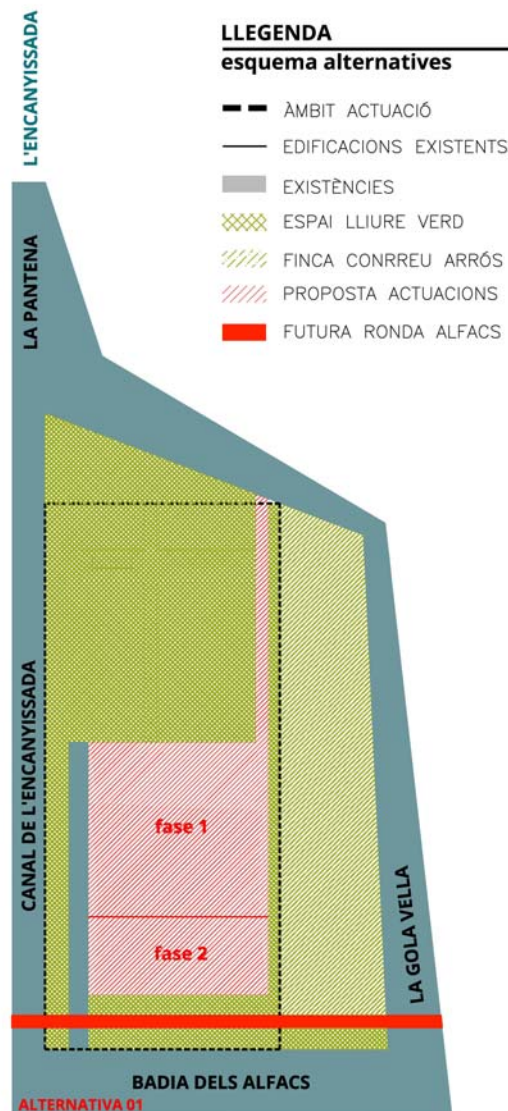 LLEGENDA
esquema alternatives
ÀMBIT ACTUACIÓ
EDIFICACIONS EXISTENTS
EXISTÈNCIES
ESPAI LLIURE VERD
FINCA CONRREU ARRÓS
PROPOSTA ACTUACIONS
FUTURA RONDA ALFACS
L'ENCANYISSADA
LA PANTENA
CANAL DE L'ENCANYISSADA
fase 1
fase 2
LA GOLA VELLA
BADIA DELS ALFACS
ALTERNATIVA 01